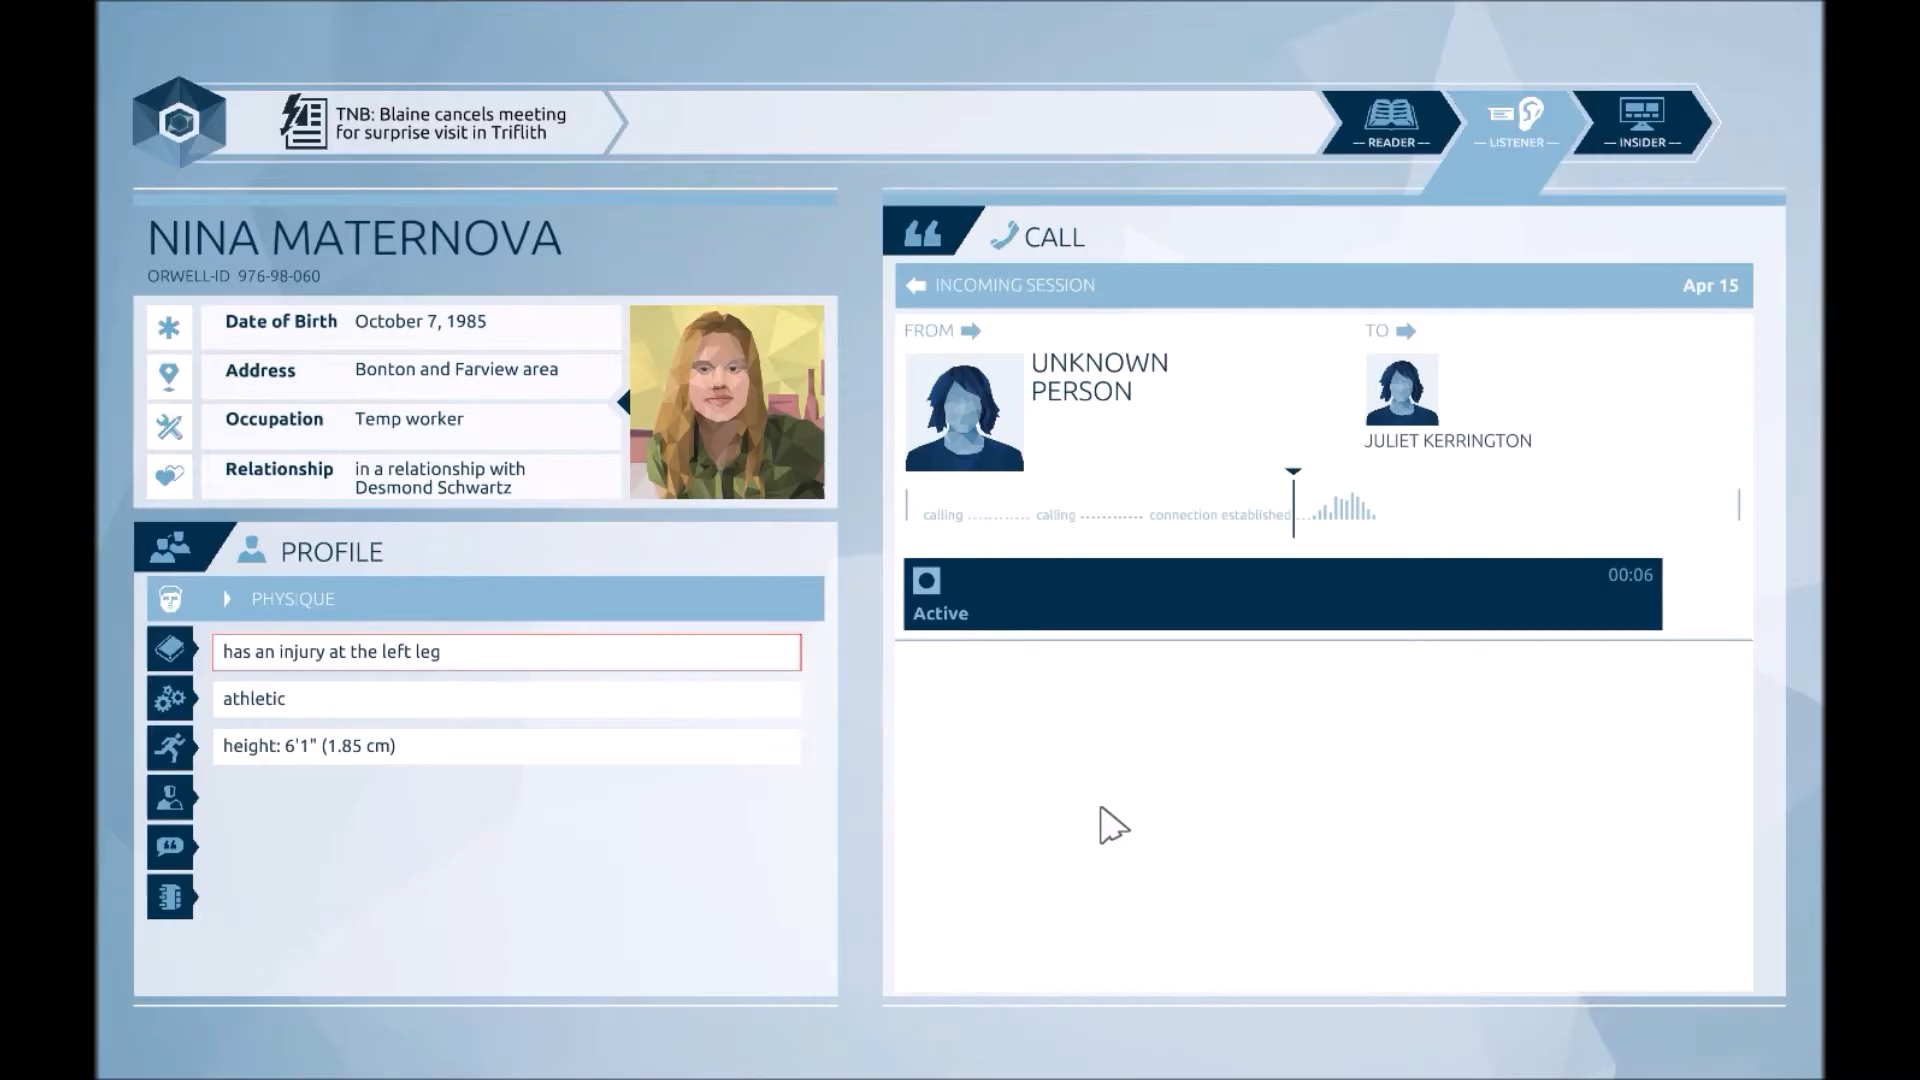 TNB: Blaine cancels meeting
for surprise visit in Triflith
— READER —
— LISTENER —
— INSIDER —
NINA MATERNOVA
ORWELL-ID 976-98-060
Date of Birth October 7, 1985
Address Bonton and Farview area
Occupation Temp worker
Relationship in a relationship with
Desmond Schwartz
PROFILE
PHYSIQUE
has an injury at the left leg
athletic
height: 6'1" (1.85 cm)
CALL
INCOMING SESSION Apr 15
FROM TO
UNKNOWN
PERSON
JULIET KERRINGTON
calling ............ calling ............ connection established ...
00:06
Active